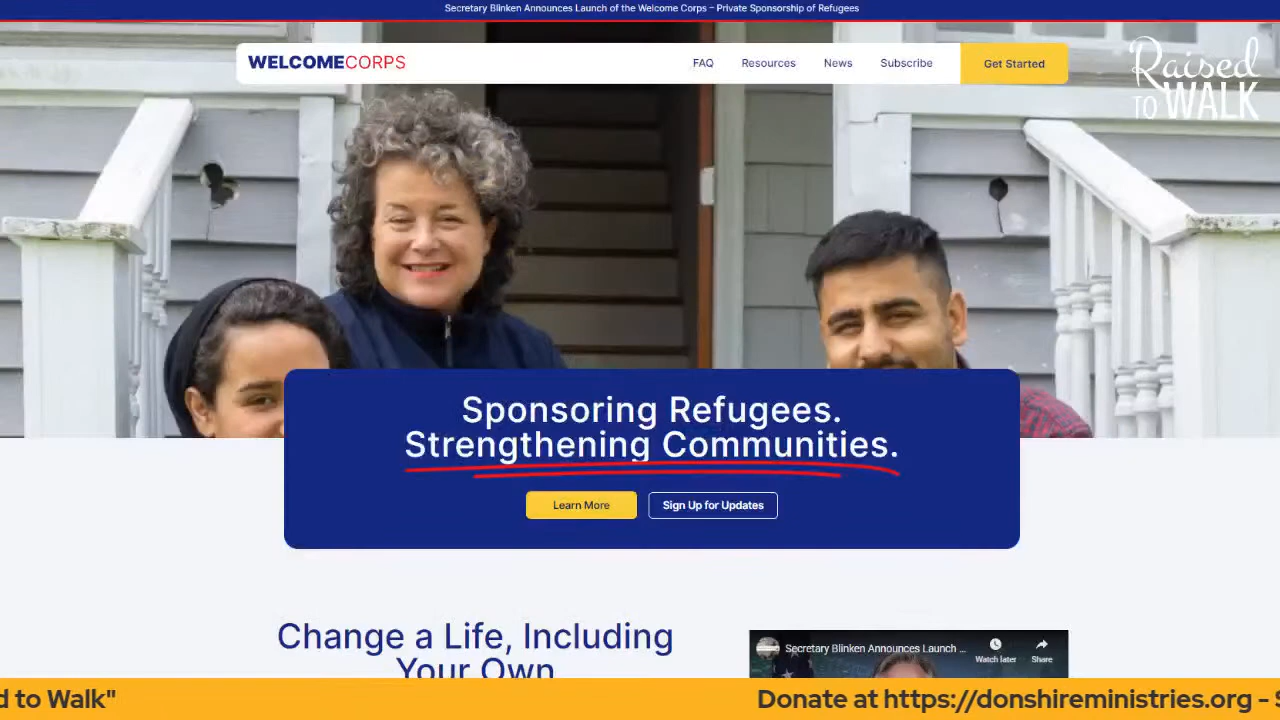 Secretary Blinken Announces Launch of the Welcome Corps – Private Sponsorship of Refugees
WELCOMECORPS
FAQ
Resources
News
Subscribe
Get Started
Raised
TO WALK
Sponsoring Refugees.
Strengthening Communities.
Learn More
Sign Up for Updates
Change a Life, Including
Your Own
Secretary Blinken Announces Launch ...
Watch later
Share
d to Walk" Donate at https://donshireministries.org - S